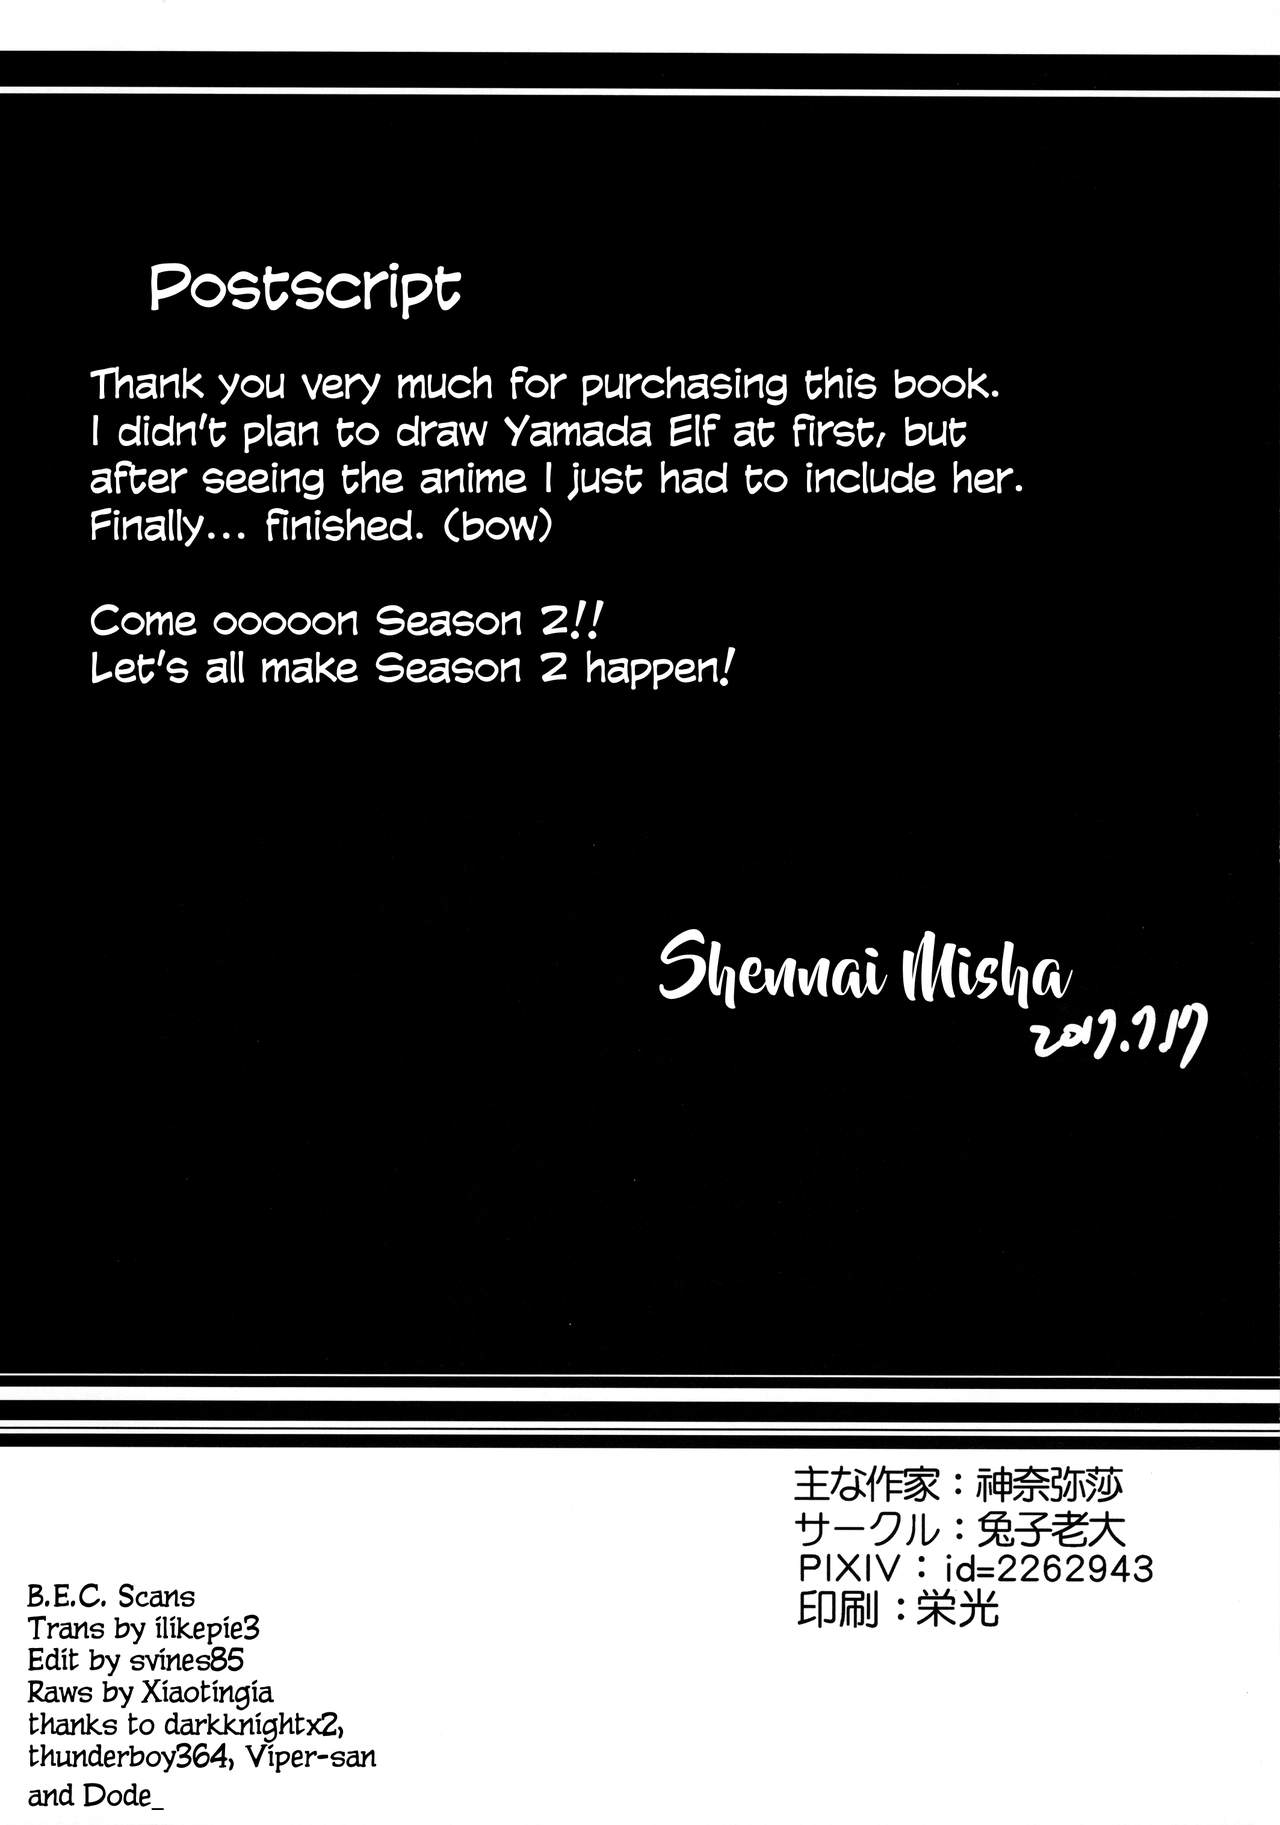 Postscript
Thank you very much for purchasing this book.
I didn't plan to draw Yamada Elf at first, but
after seeing the anime I just had to include her.
Finally... finished. (bow)
Come ooooon Season 2!!
Let's all make Season 2 happen!
Shennai Misha
2017.7.17
主な作家：神奈弥莎
サークル：兔子老大
PIXIV：id=2262943
印刷：栄光
B.E.C. Scans
Trans by ilikepie3
Edit by svines85
Raws by Xiaotingia
thanks to darkknightx2,
thunderboy364, Viper-san
and Dode_